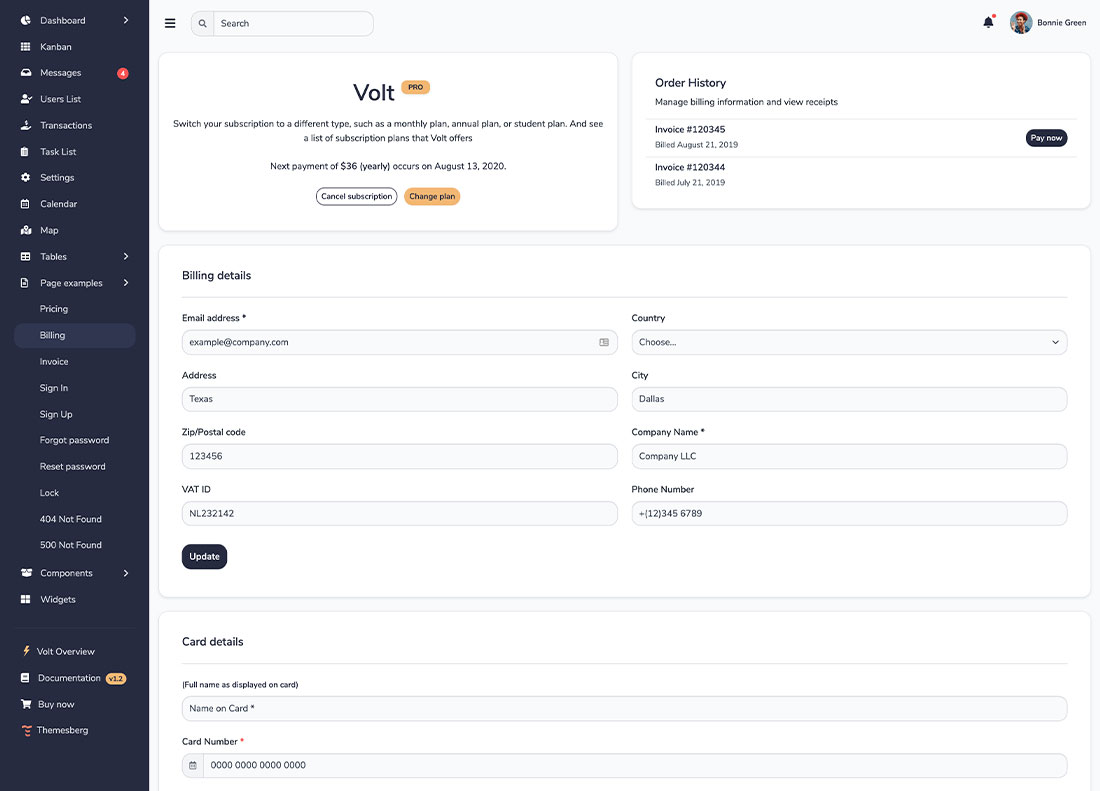 Dashboard
Kanban
Messages 4
Users List
Transactions
Task List
Settings
Calendar
Map
Tables
Page examples
Pricing
Billing
Invoice
Sign In
Sign Up
Forgot password
Reset password
Lock
404 Not Found
500 Not Found
Components
Widgets
Volt Overview
Documentation v1.2
Buy now
Themesberg
Search
Bonnie Green
Volt PRO
Switch your subscription to a different type, such as a monthly plan, annual plan, or student plan. And see
a list of subscription plans that Volt offers
Next payment of $36 (yearly) occurs on August 13, 2020.
Cancel subscription Change plan
Order History
Manage billing information and view receipts
Invoice #120345
Billed August 21, 2019
Pay now
Invoice #120344
Billed July 21, 2019
Billing details
Email address * Country
example@company.com Choose...
Address City
Texas Dallas
Zip/Postal code Company Name *
123456 Company LLC
VAT ID Phone Number
NL232142 +(12)345 6789
Update
Card details
(Full name as displayed on card)
Name on Card *
Card Number *
0000 0000 0000 0000